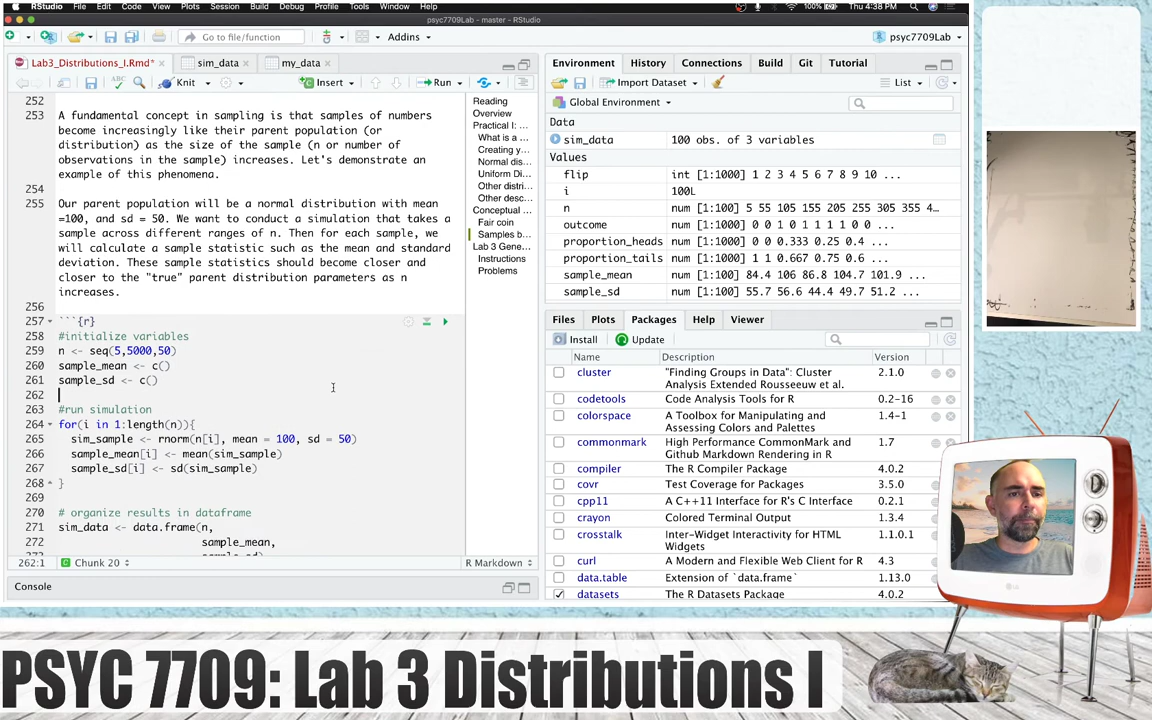 RStudio File Edit Code View Plots Session Build Debug Profile Tools Window Help 100% Thu 4:38 PM
psyc7709Lab - master - RStudio
Go to file/function Addins psyc7709Lab
Lab3_Distributions_I.Rmd* sim_data my_data
Environment History Connections Build Git Tutorial
Knit Insert Run
Import Dataset List
Global Environment
252
253 A fundamental concept in sampling is that samples of numbers
become increasingly like their parent population (or
distribution) as the size of the sample (n or number of
observations in the sample) increases. Let's demonstrate an
example of this phenomena.
254
255 Our parent population will be a normal distribution with mean
=100, and sd = 50. We want to conduct a simulation that takes a
sample across different ranges of n. Then for each sample, we
will calculate a sample statistic such as the mean and standard
deviation. These sample statistics should become closer and
closer to the "true" parent distribution parameters as n
increases.
256
257 ```{r}
258 #initialize variables
259 n <- seq(5,5000,50)
260 sample_mean <- c()
261 sample_sd <- c()
262
263 #run simulation
264 for(i in 1:length(n)){
265 sim_sample <- rnorm(n[i], mean = 100, sd = 50)
266 sample_mean[i] <- mean(sim_sample)
267 sample_sd[i] <- sd(sim_sample)
268 }
269
270 # organize results in dataframe
271 sim_data <- data.frame(n,
272 sample_mean,
262:1 Chunk 20 R Markdown
Console
Reading
Overview
Practical I: ...
What is a ...
Creating y...
Normal dis...
Uniform Di...
Other distri...
Other desc...
Conceptual ...
Fair coin
Samples b...
Lab 3 Gene...
Instructions
Problems
Data
sim_data 100 obs. of 3 variables
Values
flip int [1:1000] 1 2 3 4 5 6 7 8 9 10 ...
i 100L
n num [1:100] 5 55 105 155 205 255 305 355 4...
outcome num [1:1000] 0 0 1 0 1 1 1 1 0 0 ...
proportion_heads num [1:1000] 0 0 0.333 0.25 0.4 ...
proportion_tails num [1:1000] 1 1 0.667 0.75 0.6 ...
sample_mean num [1:100] 84.4 106 86.8 104.7 101.9 ...
sample_sd num [1:100] 55.7 56.6 44.4 49.7 51.2 ...
Files Plots Packages Help Viewer
Install Update
Name Description Version
cluster "Finding Groups in Data": Cluster
Analysis Extended Rousseeuw et al. 2.1.0
codetools Code Analysis Tools for R 0.2-16
colorspace A Toolbox for Manipulating and
Assessing Colors and Palettes 1.4-1
commonmark High Performance CommonMark and
Github Markdown Rendering in R 1.7
compiler The R Compiler Package 4.0.2
covr Test Coverage for Packages 3.5.0
cpp11 A C++11 Interface for R's C Interface 0.2.1
crayon Colored Terminal Output 1.3.4
crosstalk Inter-Widget Interactivity for HTML
Widgets 1.1.0.1
curl A Modern and Flexible Web Client for R 4.3
data.table Extension of `data.frame` 1.13.0
datasets The R Datasets Package 4.0.2
LG
PSYC 7709: Lab 3 Distributions I